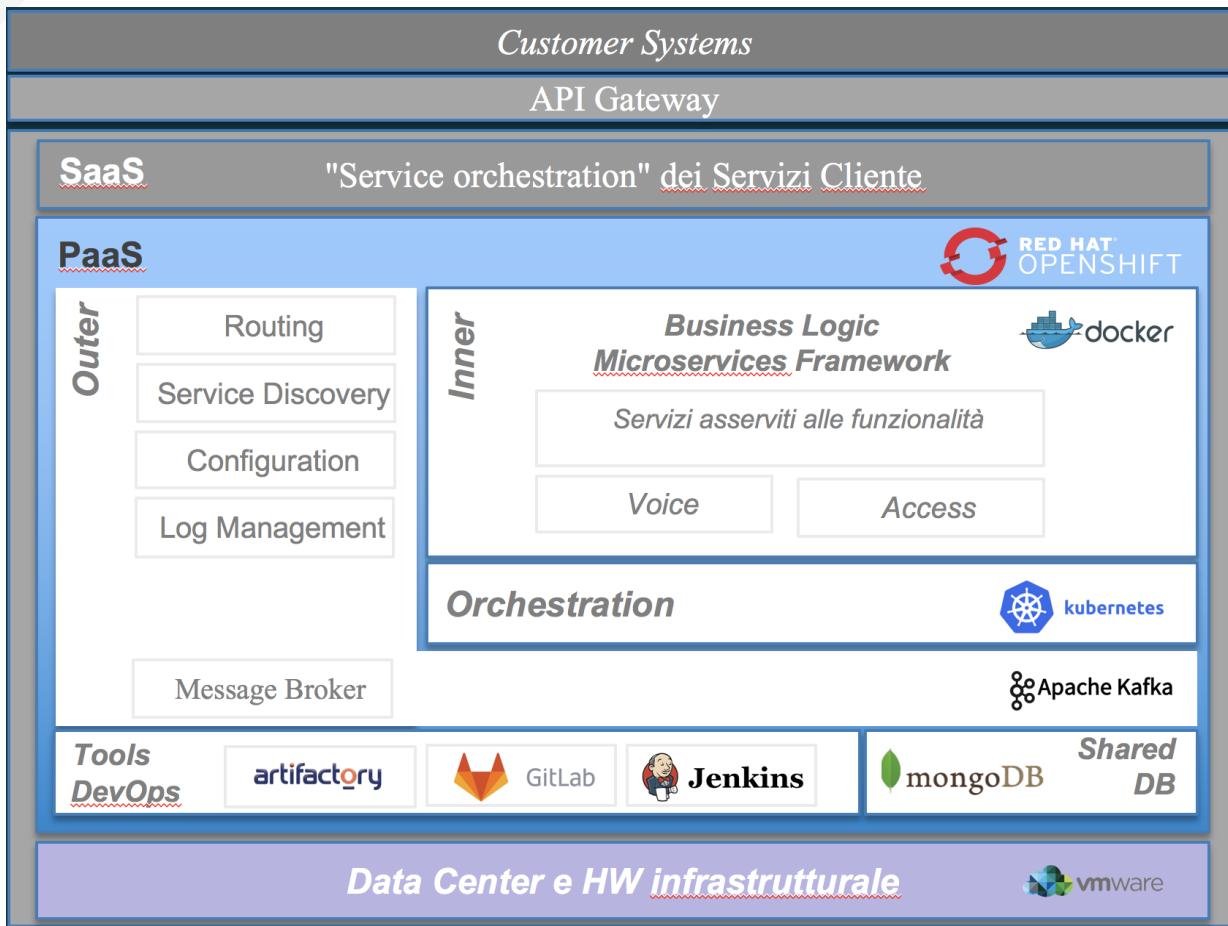 Customer Systems
API Gateway
SaaS
"Service orchestration" dei Servizi Cliente
PaaS
RED HAT®
OPENSHIFT
Outer
Routing
Service Discovery
Configuration
Log Management
Message Broker
Inner
Business Logic
Microservices Framework
docker
Servizi asserviti alle funzionalità
Voice
Access
Orchestration
kubernetes
Apache Kafka
Tools
DevOps
artifactory
GitLab
Jenkins
mongoDB
Shared
DB
Data Center e HW infrastrutturale
vmware